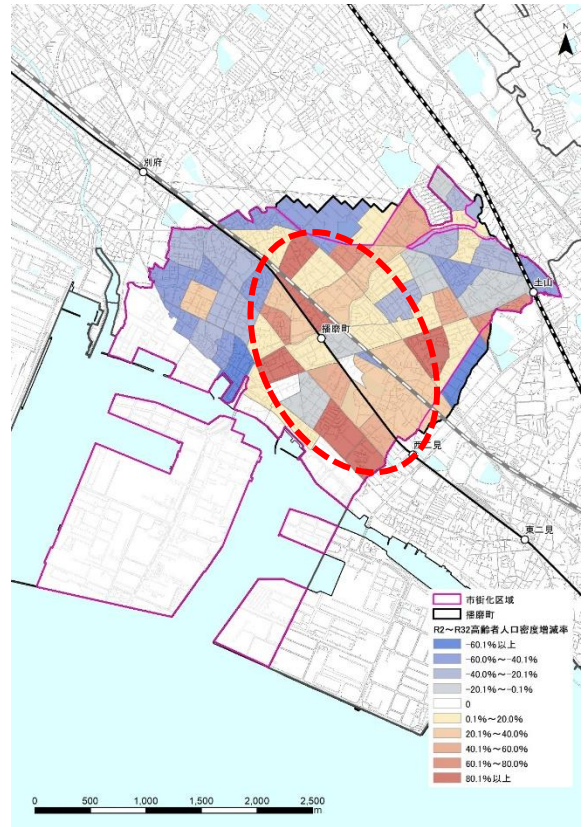 N
別府
土山
播磨町
西二見
東二見
市街化区域
播磨町
R2～R32高齢者人口密度増減率
-60.1%以上
-60.0%～-40.1%
-40.0%～-20.1%
-20.1%～-0.1%
0
0.1%～20.0%
20.1%～40.0%
40.1%～60.0%
60.1%～80.0%
80.1%以上
0 500 1,000 1,500 2,000 2,500
m